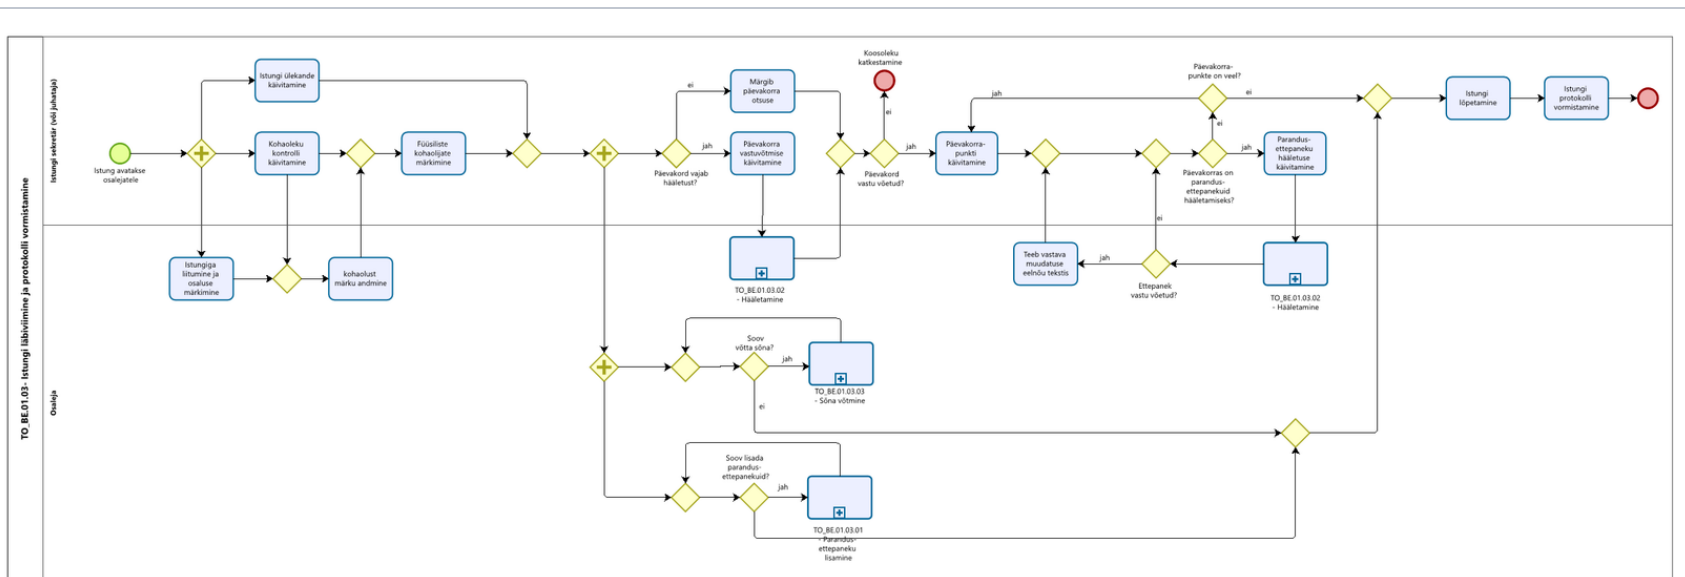 TO_BE.01.03- Istungi läbiviimine ja protokolli vormistamine
Istungi sekretär (või juhataja)
Istung avatakse
osalejatele
Istungi ülekande
käivitamine
Kohaoleku
kontrolli
käivitamine
Füüsiliste
kohaolijate
märkimine
Päevakord vajab
hääletust?
ei
jah
Märgib
päevakorra
otsuse
Päevakorra
vastuvõtmise
käivitamine
Koosoleku
katkestamine
ei
Päevakord
vastu võetud?
jah
Päevakorra-
punkti
käivitamine
jah
Päevakorra-
punkte on veel?
ei
ei
Päevakorras on
parandus-
ettepanekuid
hääletamiseks?
jah
Parandus-
ettepaneku
hääletuse
käivitamine
Istungi
lõpetamine
Istungi
protokolli
vormistamine
Osaleja
Istungiga
liitumine ja
osaluse
märkimine
kohaolust
märku andmine
TO_BE.01.03.02
- Hääletamine
Teeb vastava
muudatuse
eelnõu tekstis
jah
ei
Ettepanek
vastu võetud?
TO_BE.01.03.02
- Hääletamine
Soov
võtta sõna?
jah
ei
TO_BE.01.03.03
- Sõna võtmine
Soov lisada
parandus-
ettepanekuid?
jah
TO_BE.01.03.01
- Parandus-
ettepaneku
lisamine